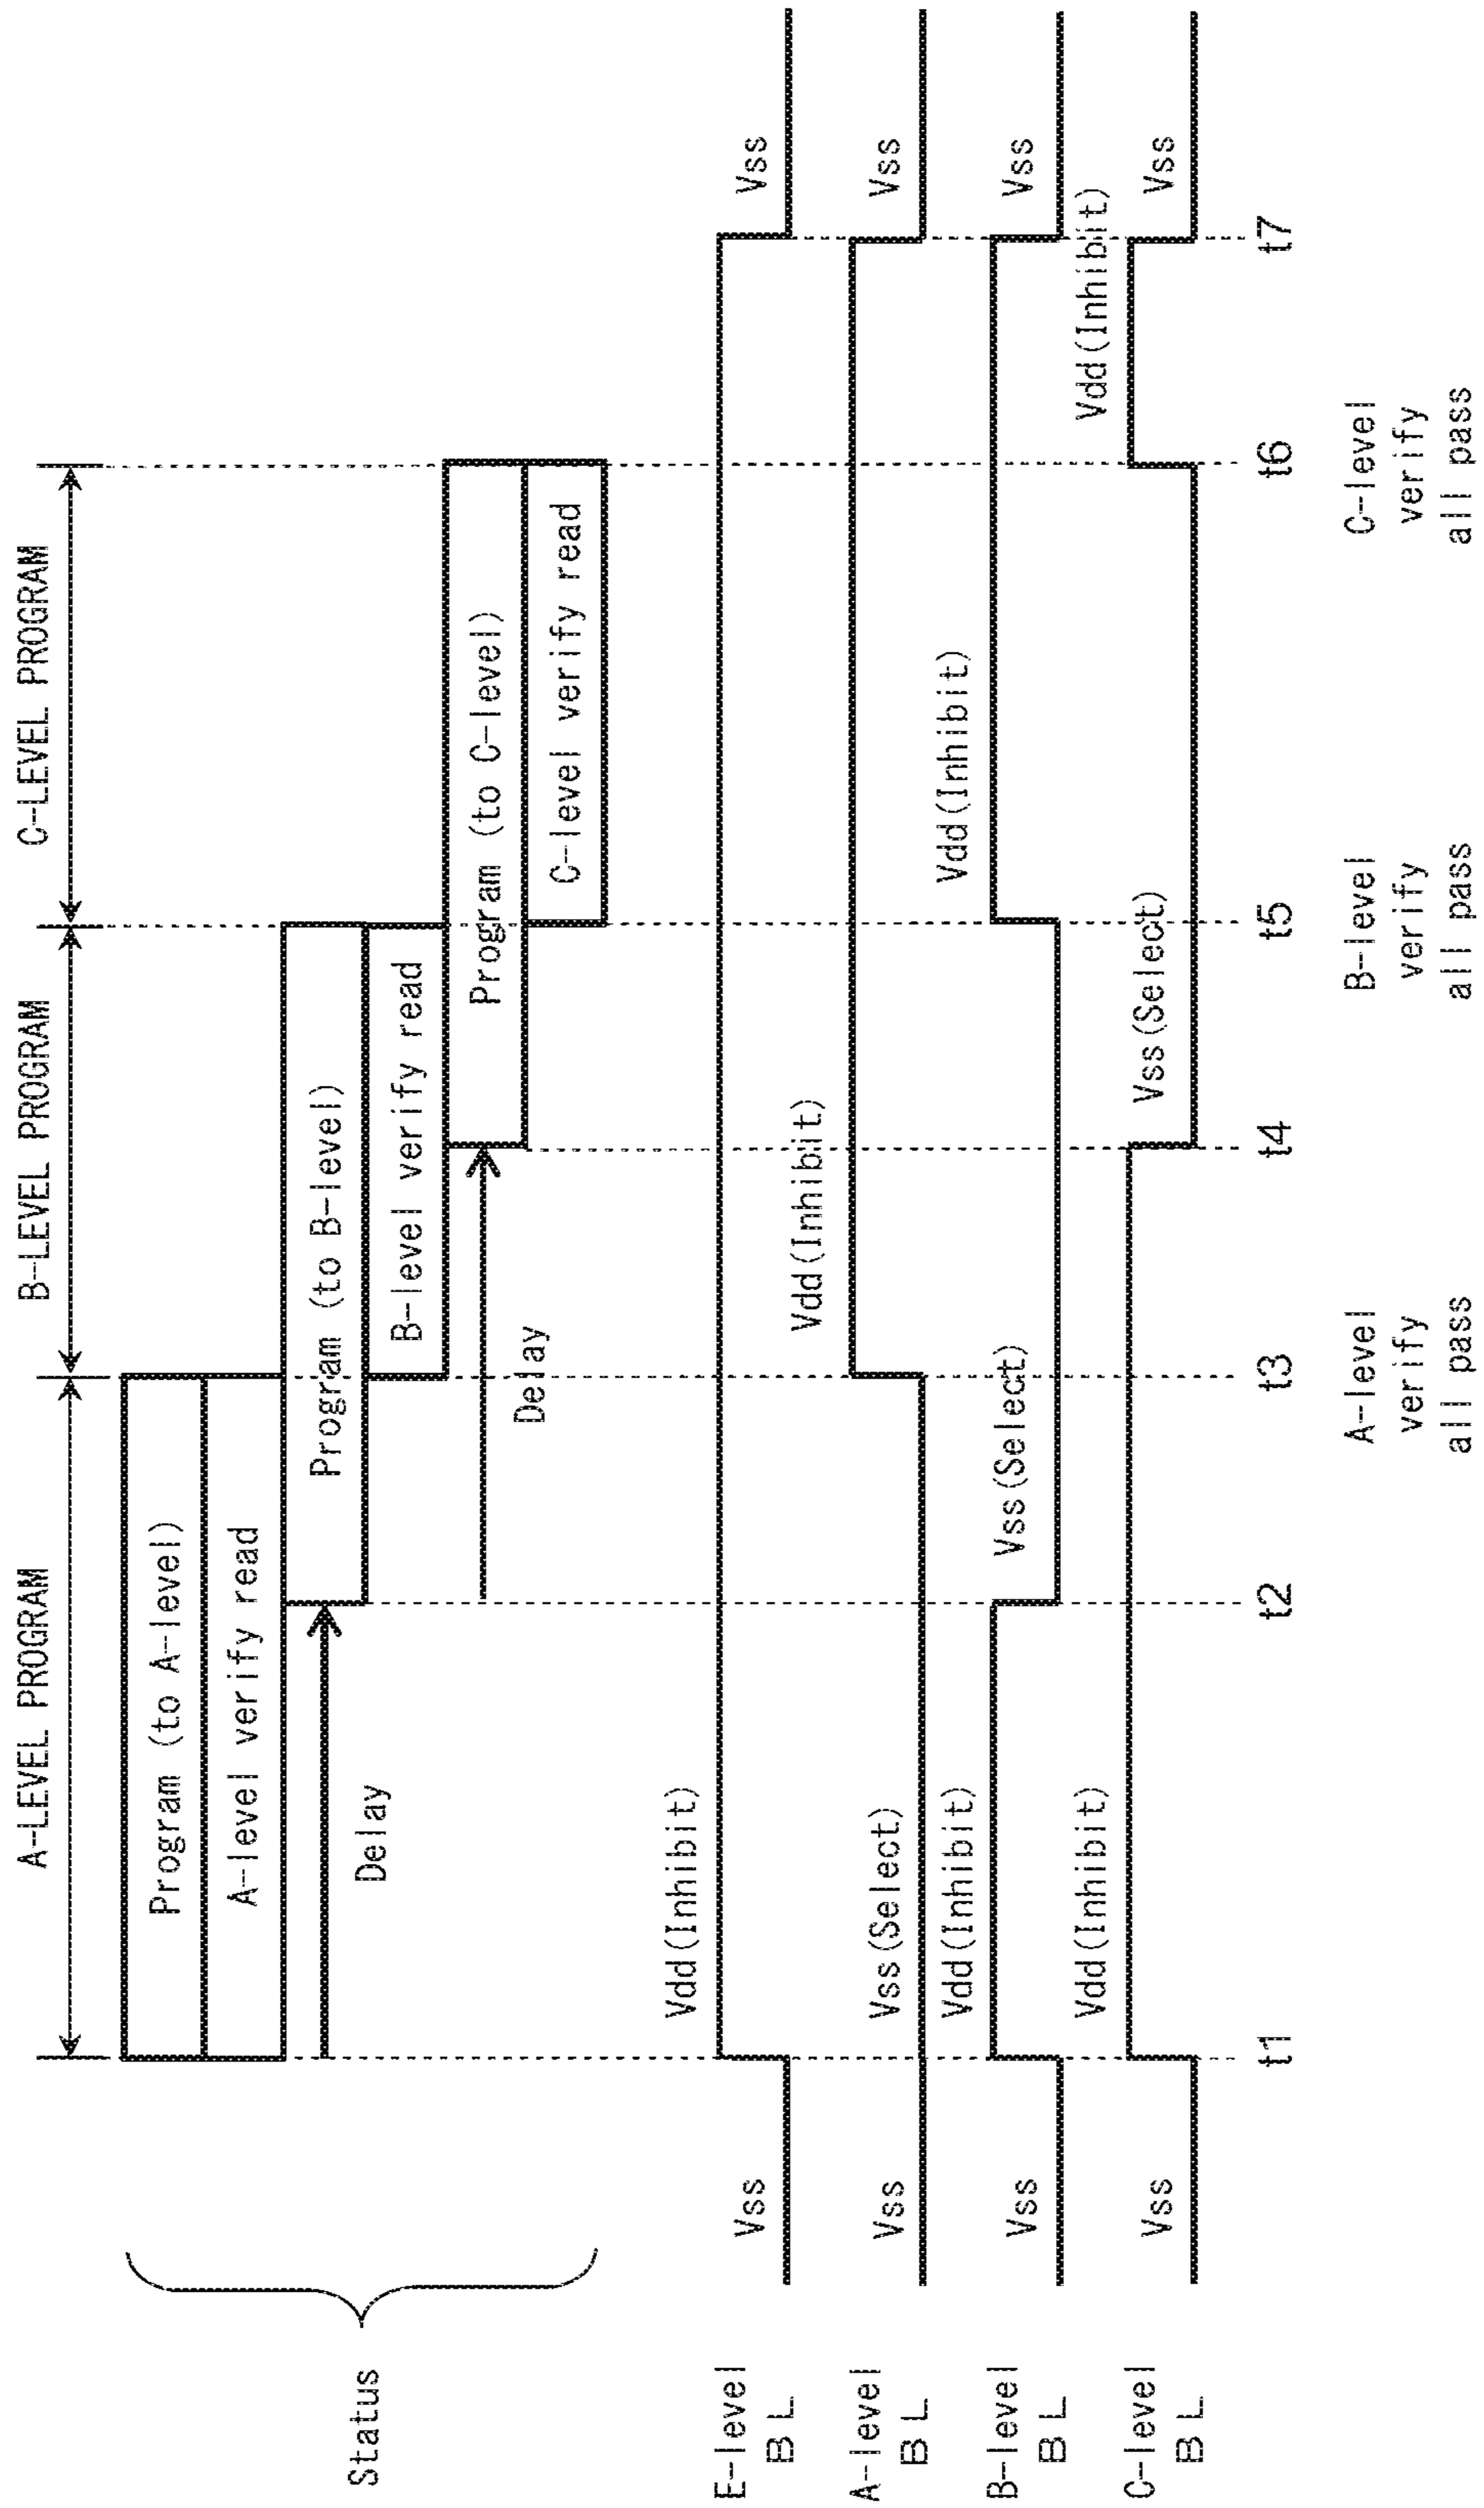 A-LEVEL PROGRAM
B-LEVEL PROGRAM
C-LEVEL PROGRAM
Status
Program (to A-level)
A-level verify read
Delay
Program (to B-level)
B-level verify read
Delay
Program (to C-level)
C-level verify read
E-level
BL
Vss
Vdd(Inhibit)
Vss
A-level
BL
Vss
Vss(Select)
Vdd(Inhibit)
Vss
B-level
BL
Vss
Vdd(Inhibit)
Vss(Select)
Vdd(Inhibit)
Vss
C-level
BL
Vss
Vdd(Inhibit)
Vss(Select)
Vdd(Inhibit)
Vss
t1
t2
t3
t4
t5
t6
t7
A-level
verify
all pass
B-level
verify
all pass
C-level
verify
all pass